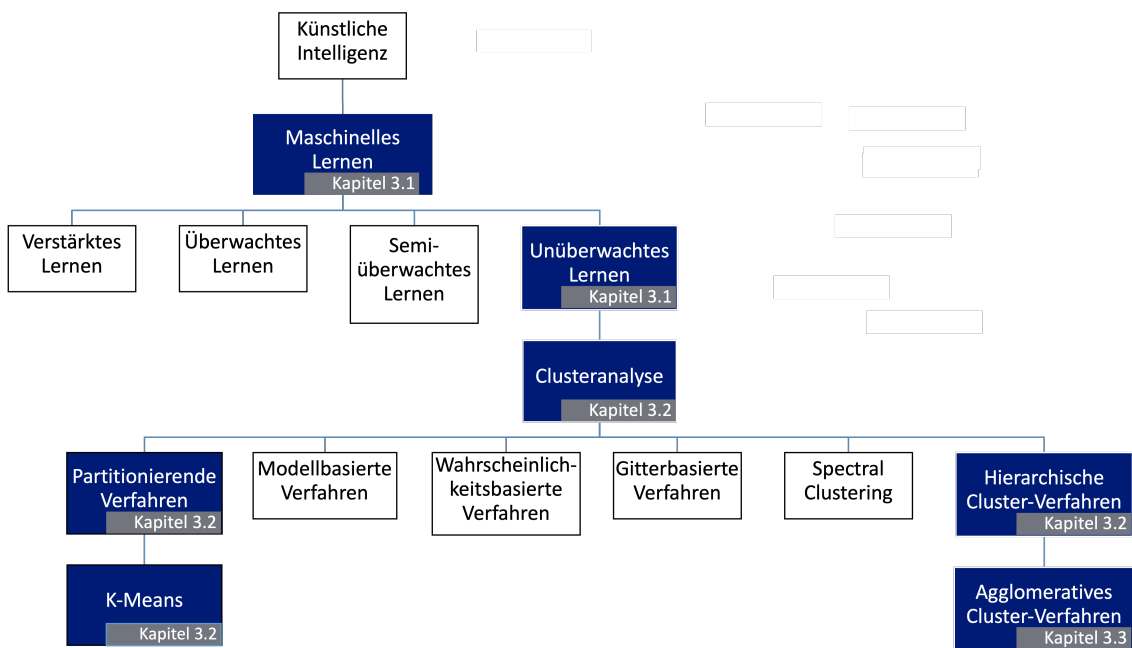 Künstliche
Intelligenz
Maschinelles
Lernen
Kapitel 3.1
Verstärktes
Lernen
Überwachtes
Lernen
Semi-
überwachtes
Lernen
Unüberwachtes
Lernen
Kapitel 3.1
Clusteranalyse
Kapitel 3.2
Partitionierende
Verfahren
Kapitel 3.2
Modellbasierte
Verfahren
Wahrscheinlich-
keitsbasierte
Verfahren
Gitterbasierte
Verfahren
Spectral
Clustering
Hierarchische
Cluster-Verfahren
Kapitel 3.2
K-Means
Kapitel 3.2
Agglomeratives
Cluster-Verfahren
Kapitel 3.3